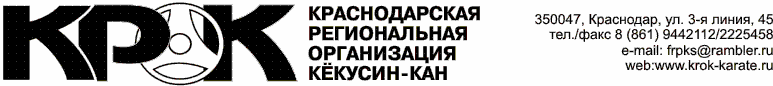 КРОК
КРАСНОДАРСКАЯ
РЕГИОНАЛЬНАЯ
ОРГАНИЗАЦИЯ
КЁКУСИН-КАН
350047, Краснодар, ул. 3-я линия, 45
тел./факс 8 (861) 9442112/2225458
e-mail: frpks@rambler.ru
web:www.krok-karate.ru